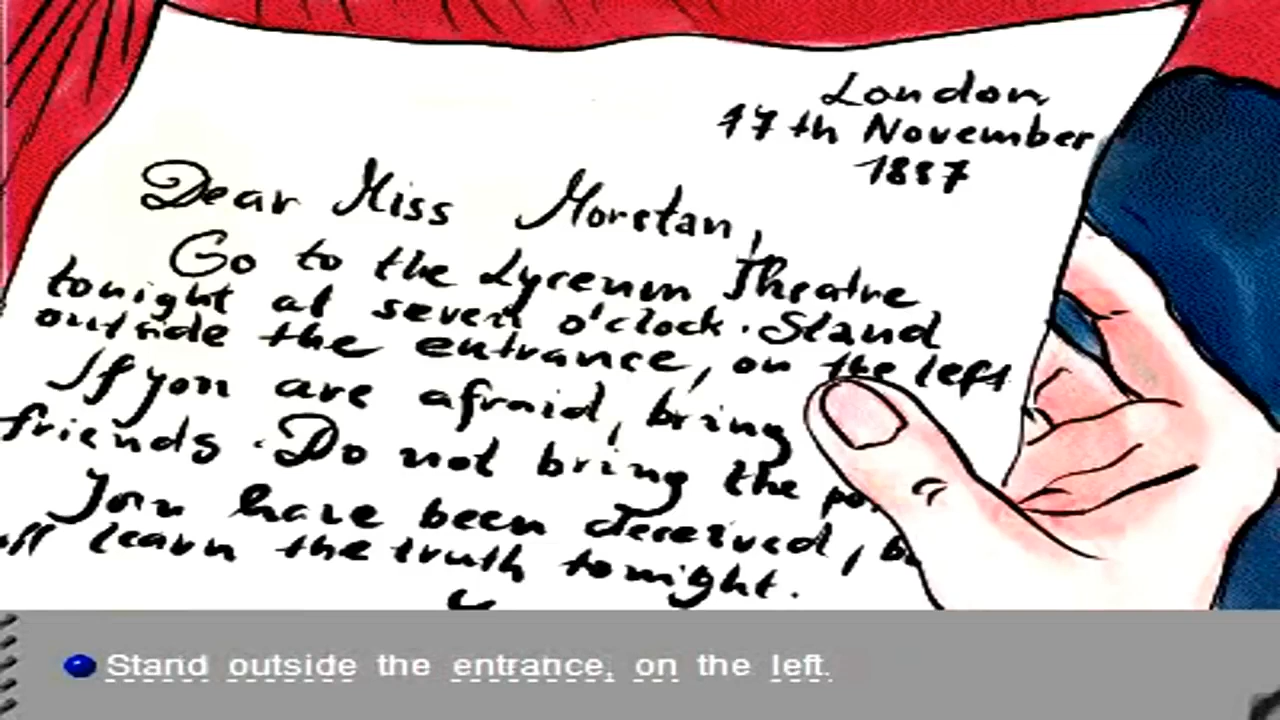 London
17th November
1887
Dear Miss Morstan,
Go to the Lyceum Theatre
tonight at seven o'clock. Stand
outside the entrance, on the left
If you are afraid, bring
friends. Do not bring the
You have been deceived,
learn the truth tonight.
Stand outside the entrance, on the left.